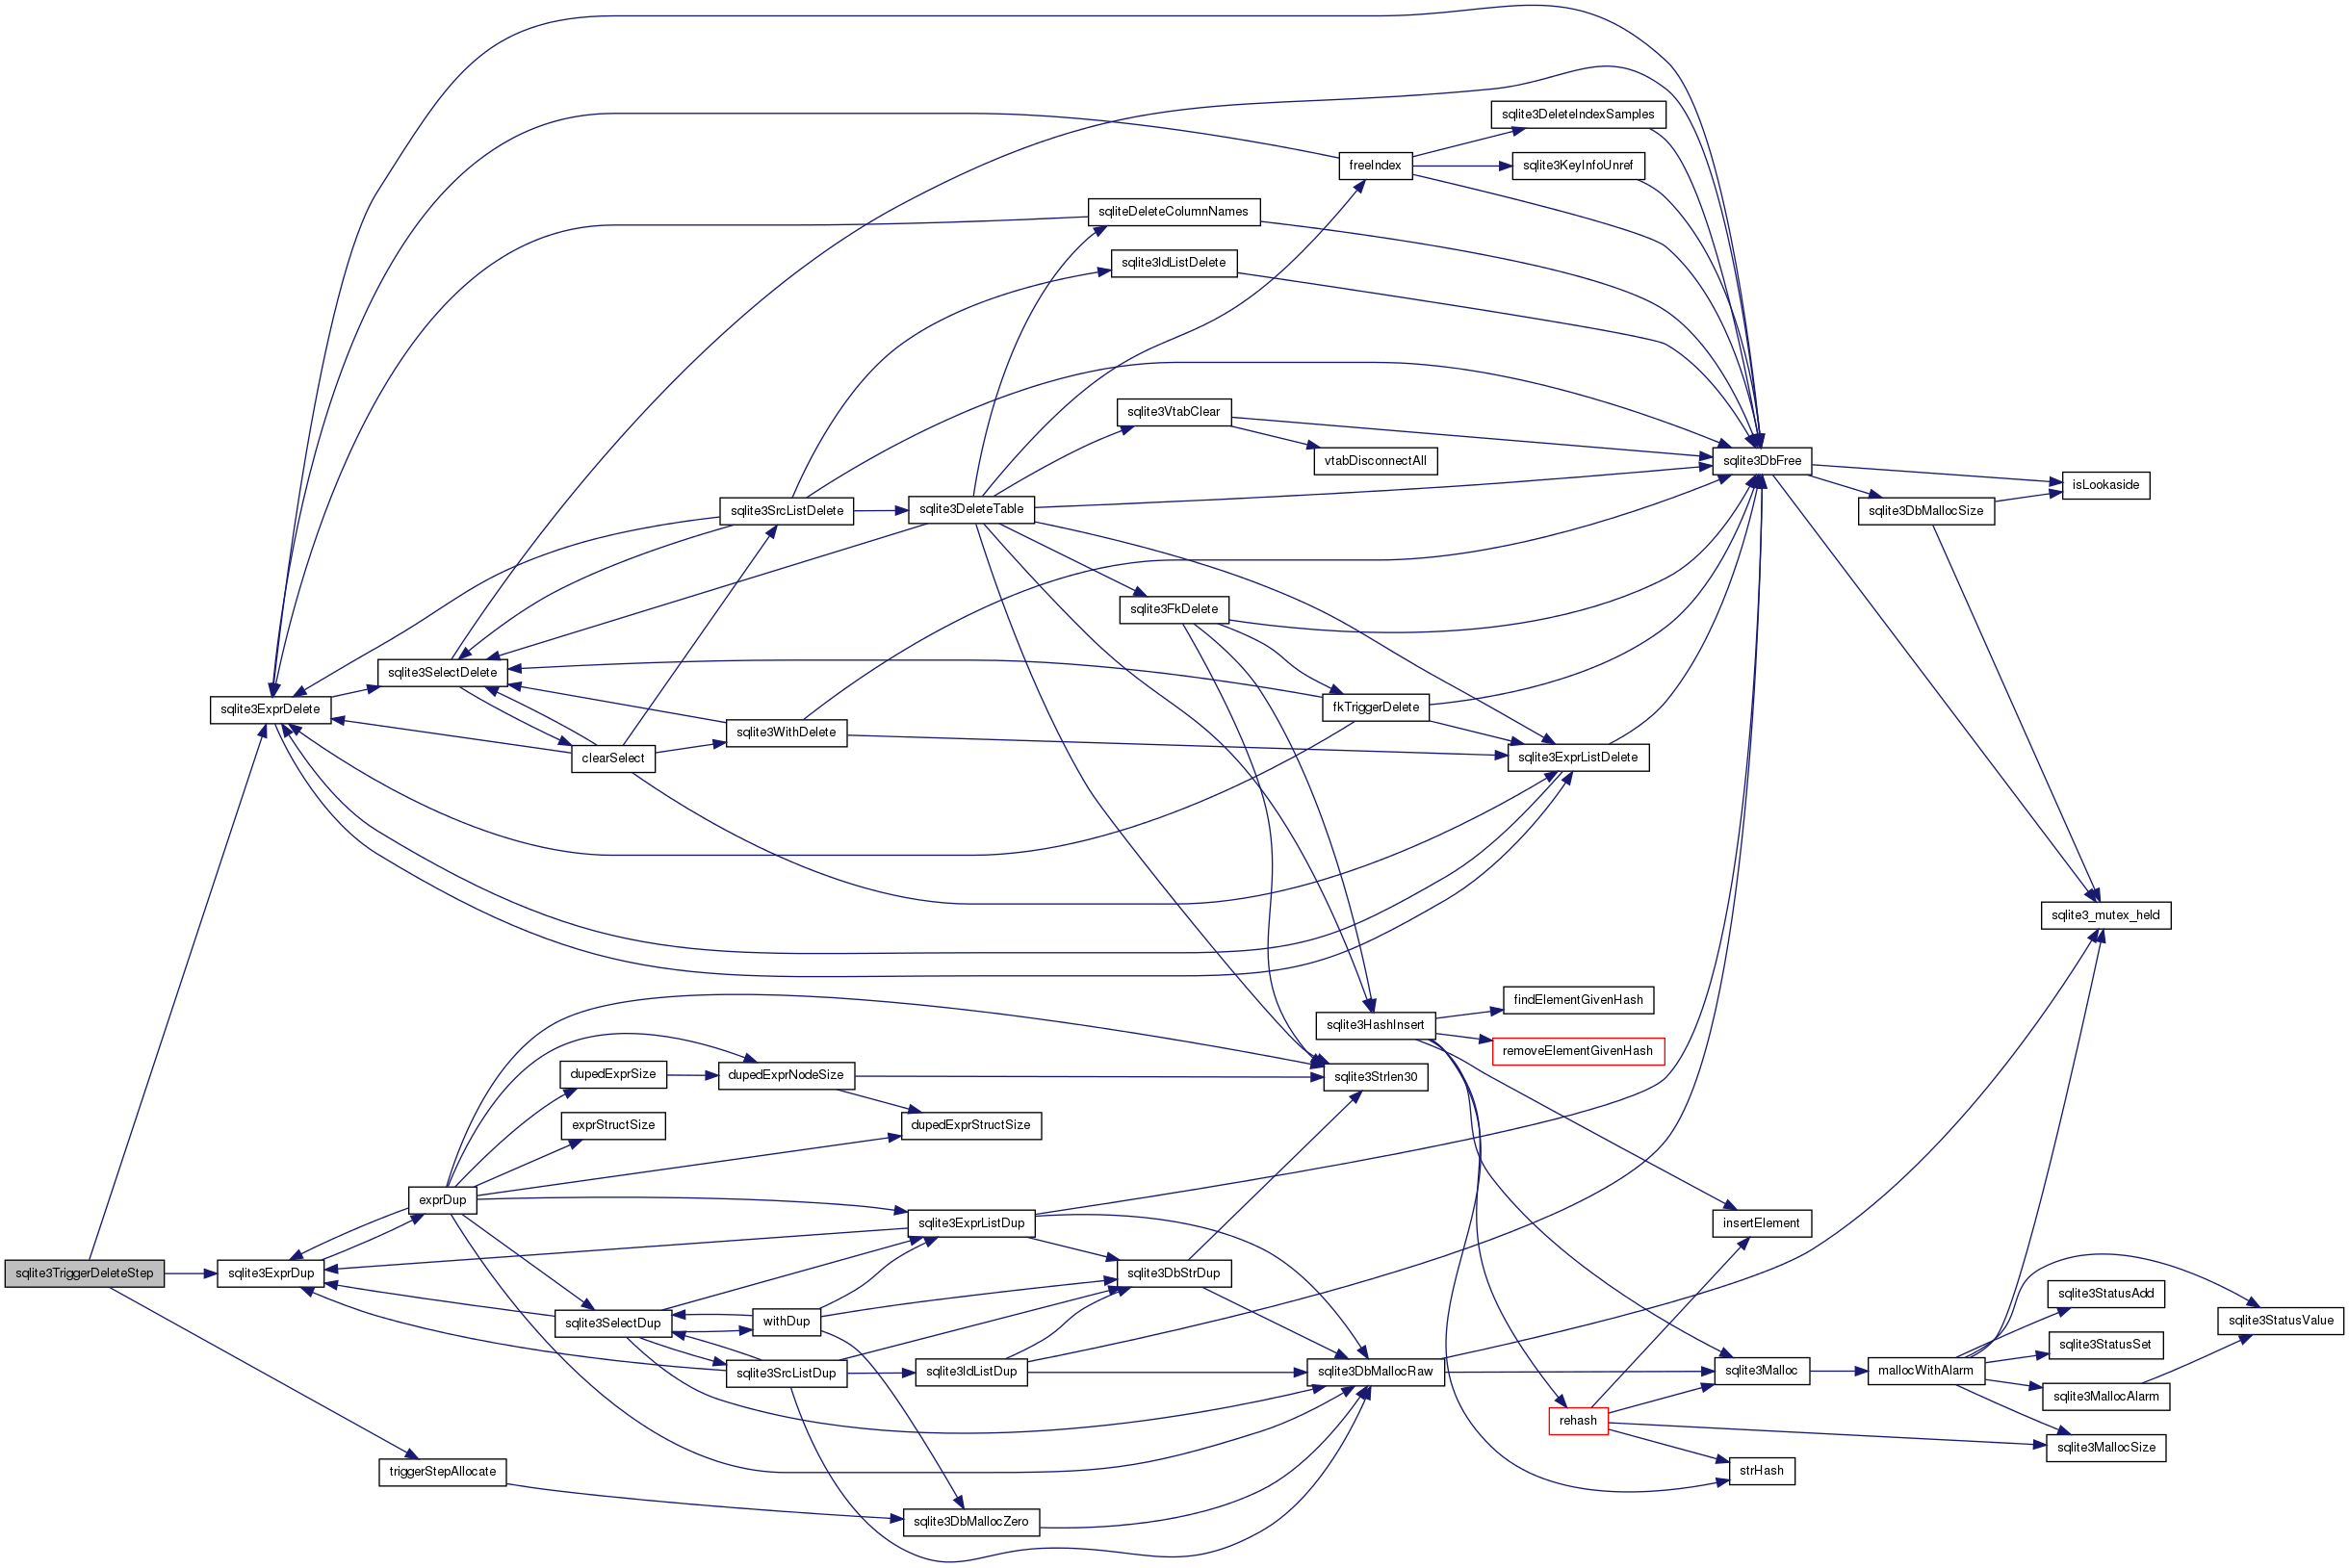 sqlite3DeleteIndexSamples
freeIndex
sqlite3KeyInfoUnref
sqliteDeleteColumnNames
sqlite3IdListDelete
sqlite3VtabClear
vtabDisconnectAll
sqlite3DbFree
isLookaside
sqlite3SrcListDelete
sqlite3DeleteTable
sqlite3DbMallocSize
sqlite3FkDelete
sqlite3SelectDelete
sqlite3ExprDelete
fkTriggerDelete
sqlite3WithDelete
clearSelect
sqlite3ExprListDelete
sqlite3_mutex_held
findElementGivenHash
sqlite3HashInsert
removeElementGivenHash
dupedExprSize
dupedExprNodeSize
sqlite3Strlen30
exprStructSize
dupedExprStructSize
exprDup
sqlite3ExprListDup
insertElement
sqlite3TriggerDeleteStep
sqlite3ExprDup
sqlite3DbStrDup
sqlite3StatusAdd
sqlite3SelectDup
withDup
sqlite3StatusValue
sqlite3StatusSet
sqlite3SrcListDup
sqlite3IdListDup
sqlite3DbMallocRaw
sqlite3Malloc
mallocWithAlarm
sqlite3MallocAlarm
rehash
sqlite3MallocSize
triggerStepAllocate
strHash
sqlite3DbMallocZero